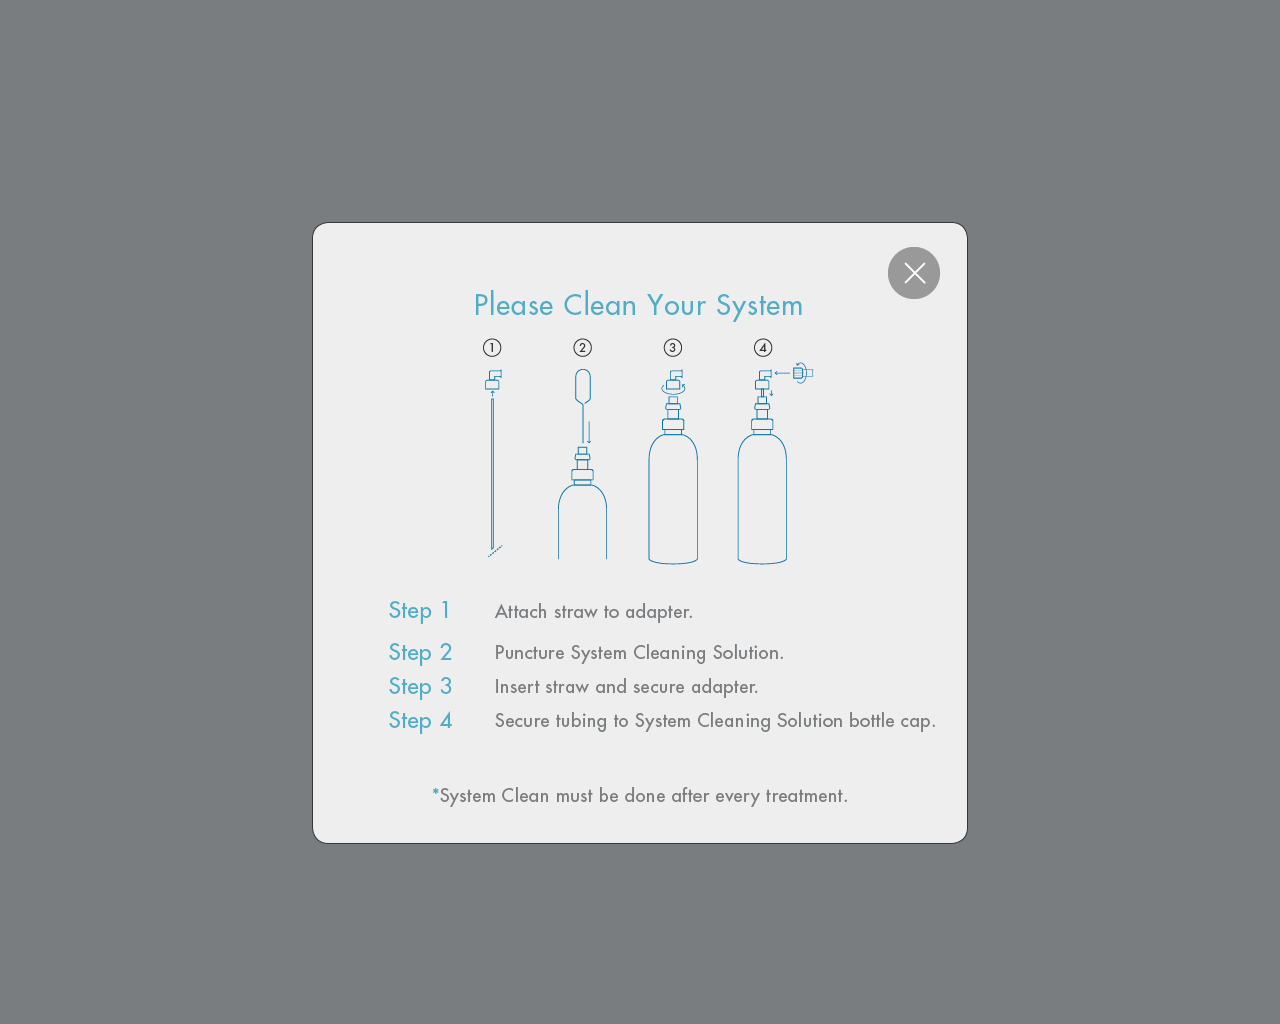 Please Clean Your System
1 2 3 4
Step 1 Attach straw to adapter.
Step 2 Puncture System Cleaning Solution.
Step 3 Insert straw and secure adapter.
Step 4 Secure tubing to System Cleaning Solution bottle cap.
*System Clean must be done after every treatment.